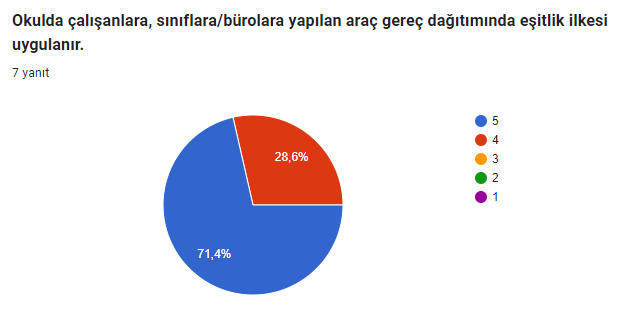 Okulda çalışanlara, sınıflara/bürolara yapılan araç gereç dağıtımında eşitlik ilkesi
uygulanır.
7 yanıt
5
4
3
2
1
28,6%
71,4%